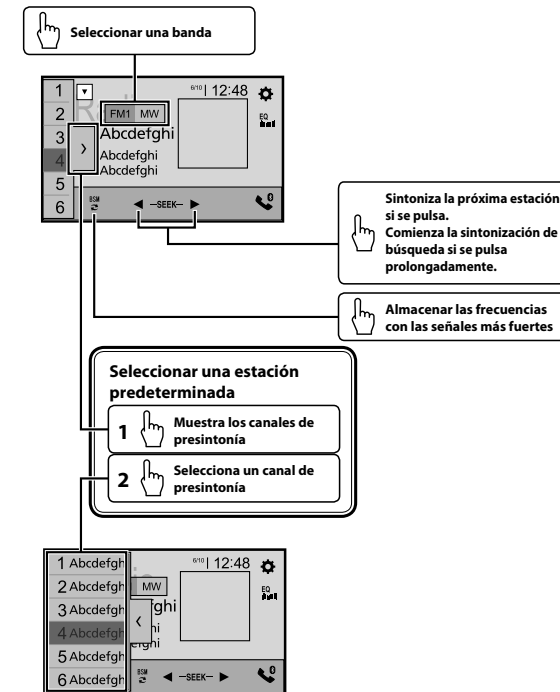 Seleccionar una banda
Radio
6/10 | 12:48
1
2
3
4
5
6
FM1 MW
EQ
Abcdefghi
Abcdefghi
Abcdefghi
BSM
SEEK
Sintoniza la próxima estación
si se pulsa.
Comienza la sintonización de
búsqueda si se pulsa
prolongadamente.
Almacenar las frecuencias
con las señales más fuertes
Seleccionar una estación
predeterminada
1 Muestra los canales de
presintonía
2 Selecciona un canal de
presintonía
6/10 | 12:48
1 Abcdefgh
2 Abcdefgh
3 Abcdefgh
4 Abcdefgh
5 Abcdefgh
6 Abcdefgh
MW
EQ
fghi
hi
fghi
BSM
SEEK